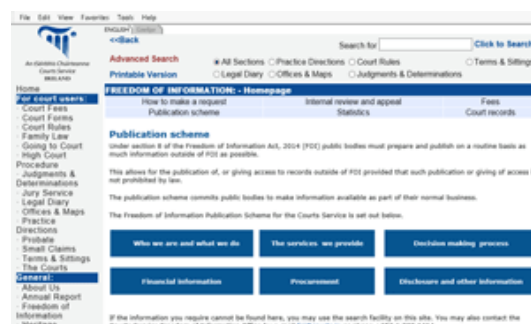 File Edit View Favorites Tools Help
ENGLISH
<<Back
Search for
Click to Search
Advanced Search
All Sections Practice Directions Court Rules Terms & Sittings
Printable Version
Legal Diary Offices & Maps Judgments & Determinations
An tSeirbhís Chúirteanna
Courts Service
IRELAND
Home
For court users:
Court Fees
Court Forms
Court Rules
Family Law
Going to Court
High Court
Procedure
Judgments &
Determinations
Jury Service
Legal Diary
Offices & Maps
Practice
Directions
Probate
Small Claims
Terms & Sittings
The Courts
General:
About Us
Annual Report
Freedom of
Information
FREEDOM OF INFORMATION: - Homepage
How to make a request Internal review and appeal Fees
Publication scheme Statistics Court records
Publication scheme
Under section 8 of the Freedom of Information Act, 2014 (FOI) public bodies must prepare and publish on a routine basis as
much information outside of FOI as possible.
This allows for the publication of, or giving access to records outside of FOI provided that such publication or giving of access
not prohibited by law.
The publication scheme commits public bodies to make information available as part of their normal business.
The Freedom of Information Publication Scheme for the Courts Service is set out below.
Who we are and what we do The services we provide Decision making process
Financial information Procurement Disclosure and other information
If the information you require cannot be found here, you may use the search facility on this site. You may also contact the